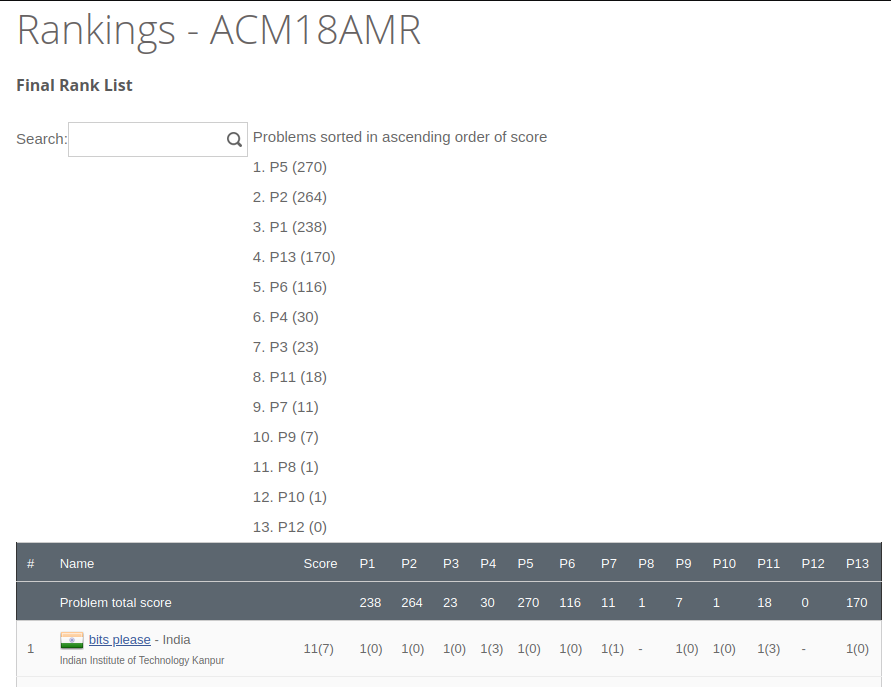 Rankings - ACM18AMR
Final Rank List
Search:
Problems sorted in ascending order of score
1. P5 (270)
2. P2 (264)
3. P1 (238)
4. P13 (170)
5. P6 (116)
6. P4 (30)
7. P3 (23)
8. P11 (18)
9. P7 (11)
10. P9 (7)
11. P8 (1)
12. P10 (1)
13. P12 (0)
# Name Score P1 P2 P3 P4 P5 P6 P7 P8 P9 P10 P11 P12 P13
Problem total score 238 264 23 30 270 116 11 1 7 1 18 0 170
1 bits please - India 11(7) 1(0) 1(0) 1(0) 1(3) 1(0) 1(0) 1(1) - 1(0) 1(0) 1(3) - 1(0)
Indian Institute of Technology Kanpur